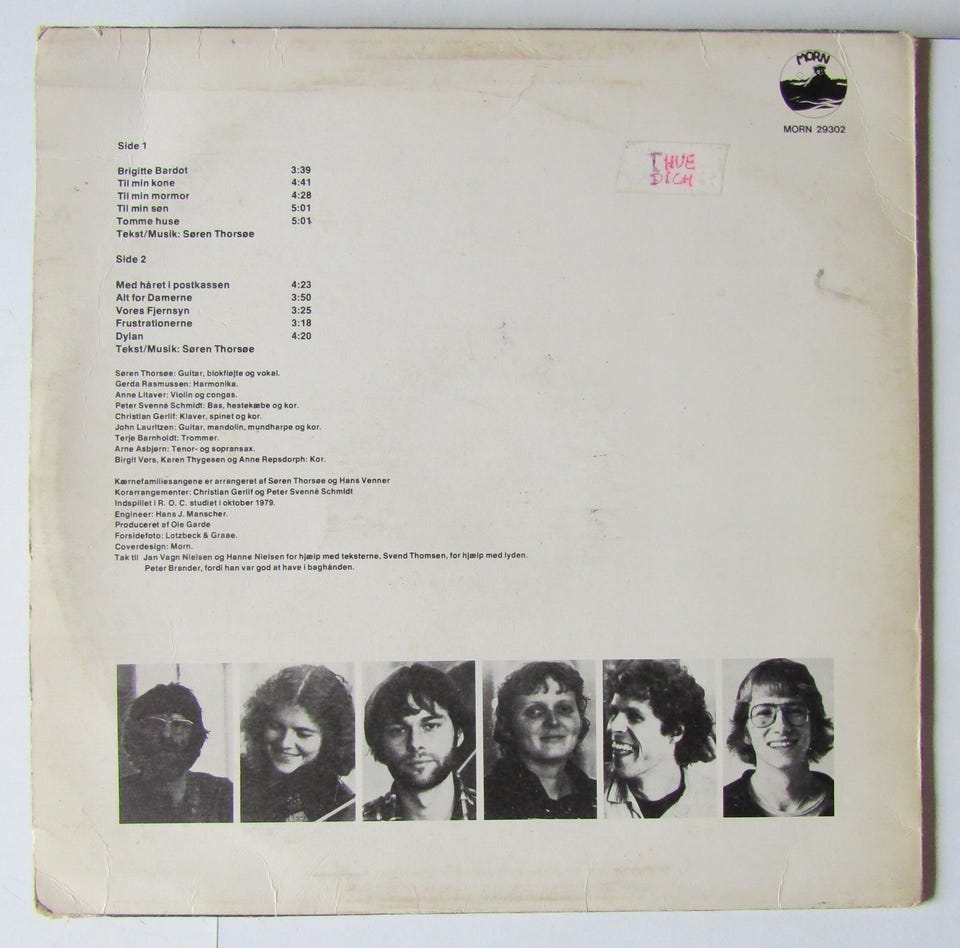 MORN
MORN 29302
THUE
DICH
Side 1
Brigitte Bardot 3:39
Til min kone 4:41
Til min mormor 4:28
Til min søn 5:01
Tomme huse 5:01
Tekst/Musik: Søren Thorsøe
Side 2
Med håret i postkassen 4:23
Alt for Damerne 3:50
Vores Fjernsyn 3:25
Frustrationerne 3:18
Dylan 4:20
Tekst/Musik: Søren Thorsøe
Søren Thorsøe: Guitar, blokfløjte og vokal.
Gerda Rasmussen: Harmonika.
Anne Litaver: Violin og congas.
Peter Svenné Schmidt: Bas, hestekæbe og kor.
Christian Gerlif: Klaver, spinet og kor.
John Lauritzen: Guitar, mandolin, mundharpe og kor.
Terje Barnholdt: Trommer.
Arne Asbjørn: Tenor- og sopransax.
Birgit Vørs, Karen Thygesen og Anne Repsdorph: Kor.
Kærnefamiliesangene er arrangeret af Søren Thorsøe og Hans Venner
Korarrangementer: Christian Gerlif og Peter Svenné Schmidt
Indspillet i R. O. C. studiet i oktober 1979.
Engineer: Hans J. Manscher.
Produceret af Ole Garde
Forsidefoto: Lotzbeck & Graae.
Coverdesign: Morn.
Tak til Jan Vagn Nielsen og Hanne Nielsen for hjælp med teksterne, Svend Thomsen, for hjælp med lyden.
Peter Brander, fordi han var god at have i baghånden.